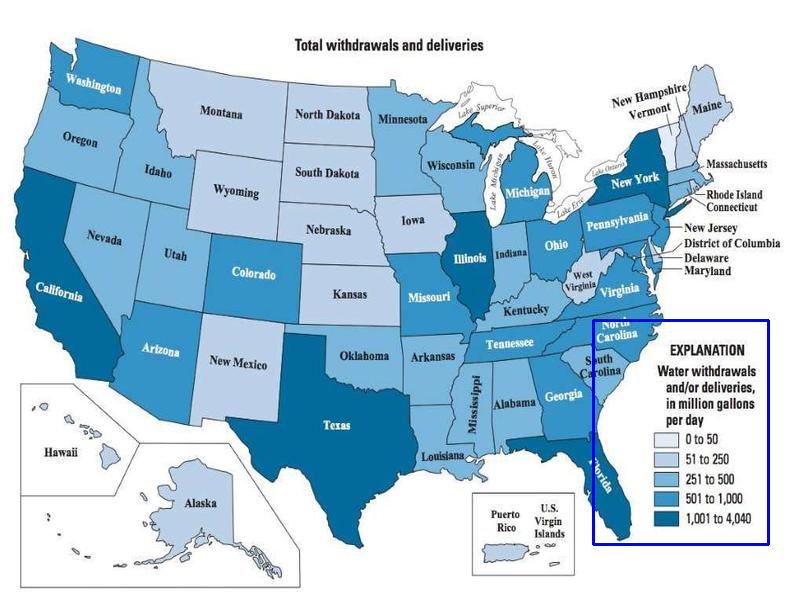 Total withdrawals and deliveries
Washington
Montana
North Dakota
Minnesota
Lake Superior
New Hampshire
Vermont
Maine
Oregon
Idaho
Wyoming
South Dakota
Wisconsin
Lake Michigan
Lake Huron
Michigan
Lake Ontario
Lake Erie
New York
Massachusetts
Rhode Island
Connecticut
Nevada
Utah
Colorado
Nebraska
Iowa
Illinois
Indiana
Ohio
Pennsylvania
New Jersey
District of Columbia
Delaware
Maryland
California
Kansas
Missouri
West
Virginia
Virginia
Kentucky
Arizona
New Mexico
Oklahoma
Arkansas
Tennessee
North
Carolina
South
Carolina
Texas
Louisiana
Mississippi
Alabama
Georgia
Florida
Hawaii
Alaska
Puerto
Rico
U.S.
Virgin
Islands
EXPLANATION
Water withdrawals
and/or deliveries,
in million gallons
per day
0 to 50
51 to 250
251 to 500
501 to 1,000
1,001 to 4,040